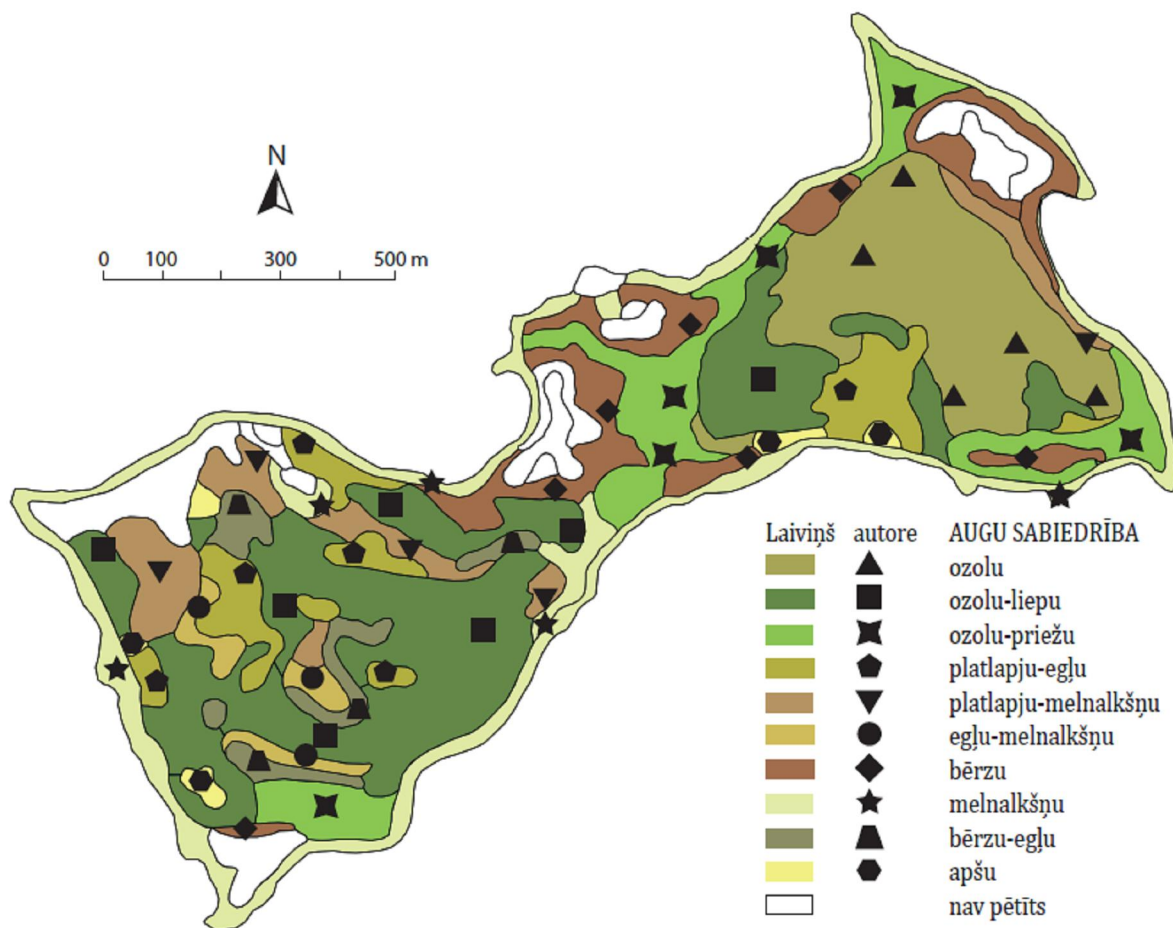 N
0 100 300 500 m
Laiviņš autore AUGU SABIEDRĪBA
ozolu
ozolu-liepu
ozolu-priežu
platlapju-egļu
platlapju-melnalkšņu
egļu-melnalkšņu
bērzu
melnalkšņu
bērzu-egļu
apšu
nav pētīts